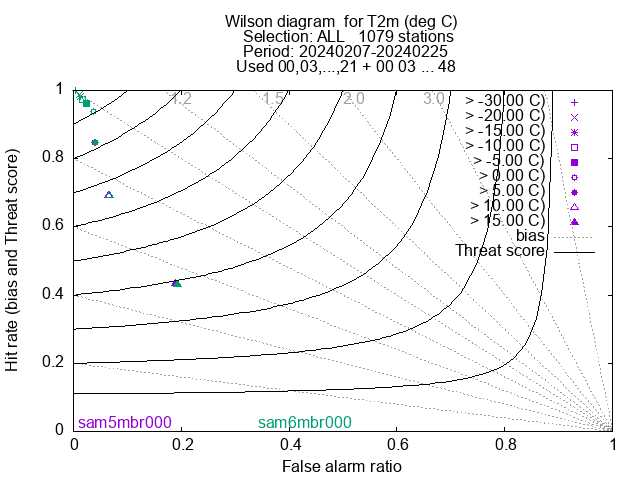 Wilson diagram  for T2m (deg C)
Selection: ALL   1079 stations
Period: 20240207-20240225
Used 00,03,...,21 + 00 03 ... 48
Hit rate (bias and Threat score)
1
0.8
0.6
0.4
0.2
0
1.2
1.5
2.0
3.0
> -30.00 C)
> -20.00 C)
> -15.00 C)
> -10.00 C)
> -5.00 C)
> 0.00 C)
> 5.00 C)
> 10.00 C)
> 15.00 C)
bias
Threat score
sam5mbr000
sam6mbr000
0
0.2
0.4
0.6
0.8
1
False alarm ratio